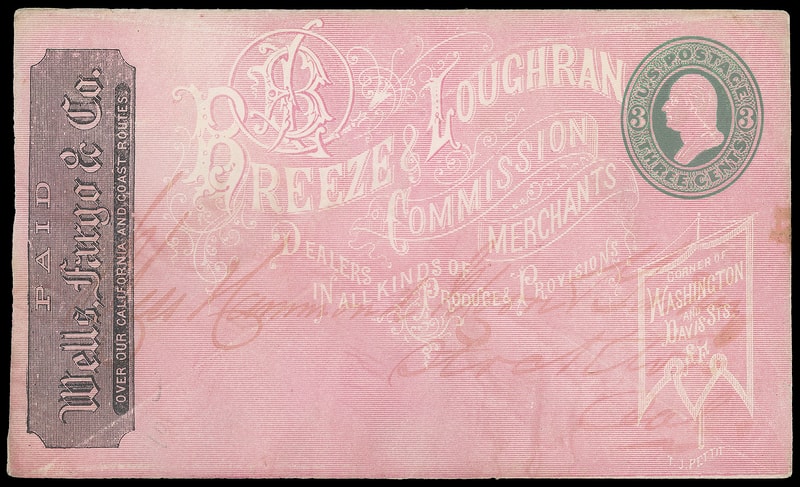 PAID
Wells, Fargo & Co.
OVER OUR CALIFORNIA AND COAST ROUTES.
BL
BREEZE & LOUGHRAN
COMMISSION
MERCHANTS
DEALERS
IN ALL KINDS OF
PRODUCE & PROVISIONS
U.S. POSTAGE
3 3
THREE CENTS
CORNER OF
WASHINGTON
AND
DAVIS STS.
S.F.
T.J. PETTIT